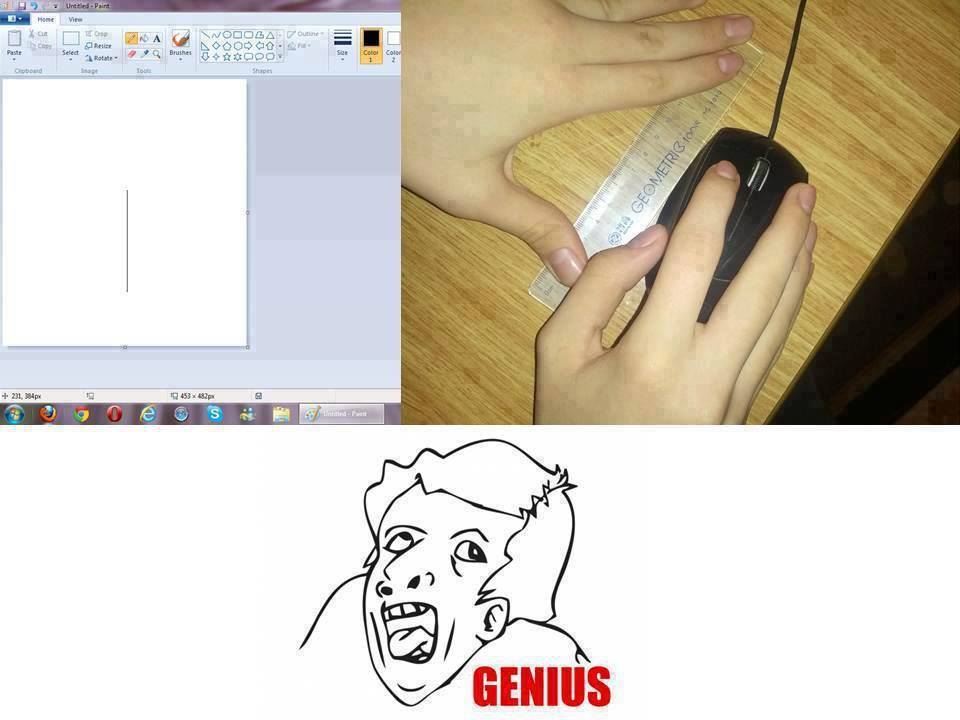 Untitled - Paint
Home View
Paste
Cut
Copy
Clipboard
Select
Crop
Resize
Rotate
Image
Tools
Brushes
Shapes
Outline
Fill
Size
Color
1
Color
2
231, 384px
453 × 482px
Untitled - Paint
GEOMETRIC
GENIUS